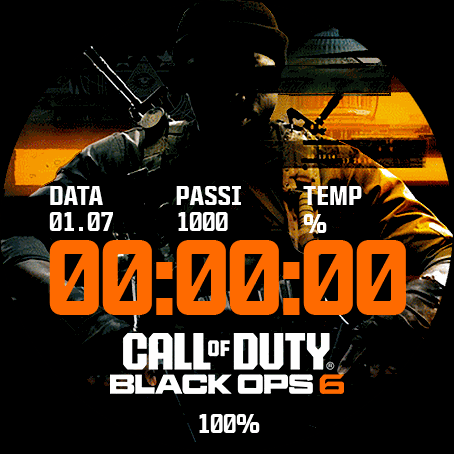 DATA PASSI TEMP
01.07 1000 %
00:00:00
CALL OF DUTY®
BLACK OPS 6
100%